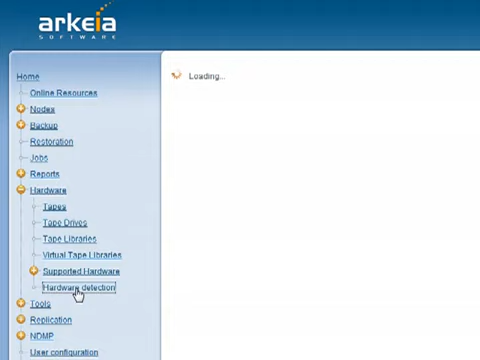 arkeia
SOFTWARE
Home
Loading...
Online Resources
Nodes
Backup
Restoration
Jobs
Reports
Hardware
Tapes
Tape Drives
Tape Libraries
Virtual Tape Libraries
Supported Hardware
Hardware detection
Tools
Replication
NDMP
User configuration